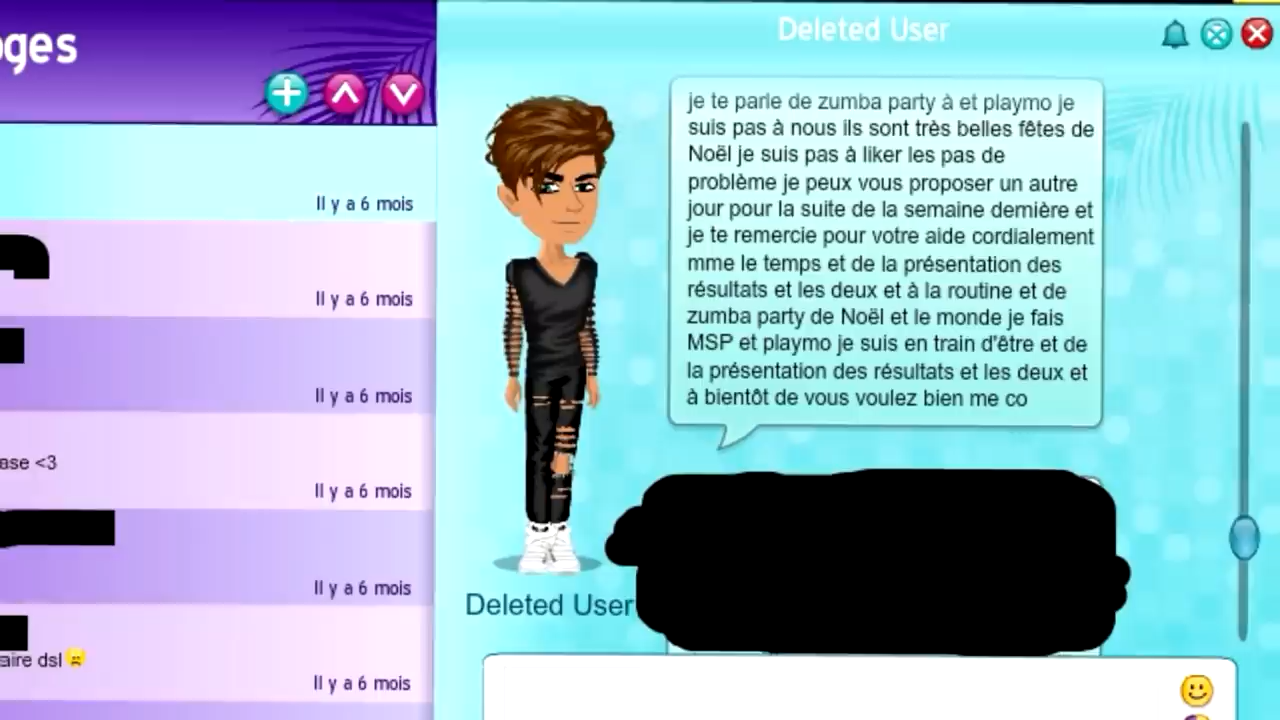 oges
Deleted User
Il y a 6 mois
Il y a 6 mois
Il y a 6 mois
ase <3
Il y a 6 mois
Il y a 6 mois
aire dsl
Il y a 6 mois
je te parle de zumba party à et playmo je
suis pas à nous ils sont très belles fêtes de
Noël je suis pas à liker les pas de
problème je peux vous proposer un autre
jour pour la suite de la semaine dernière et
je te remercie pour votre aide cordialement
mme le temps et de la présentation des
résultats et les deux et à la routine et de
zumba party de Noël et le monde je fais
MSP et playmo je suis en train d'être et de
la présentation des résultats et les deux et
à bientôt de vous voulez bien me co
Deleted User